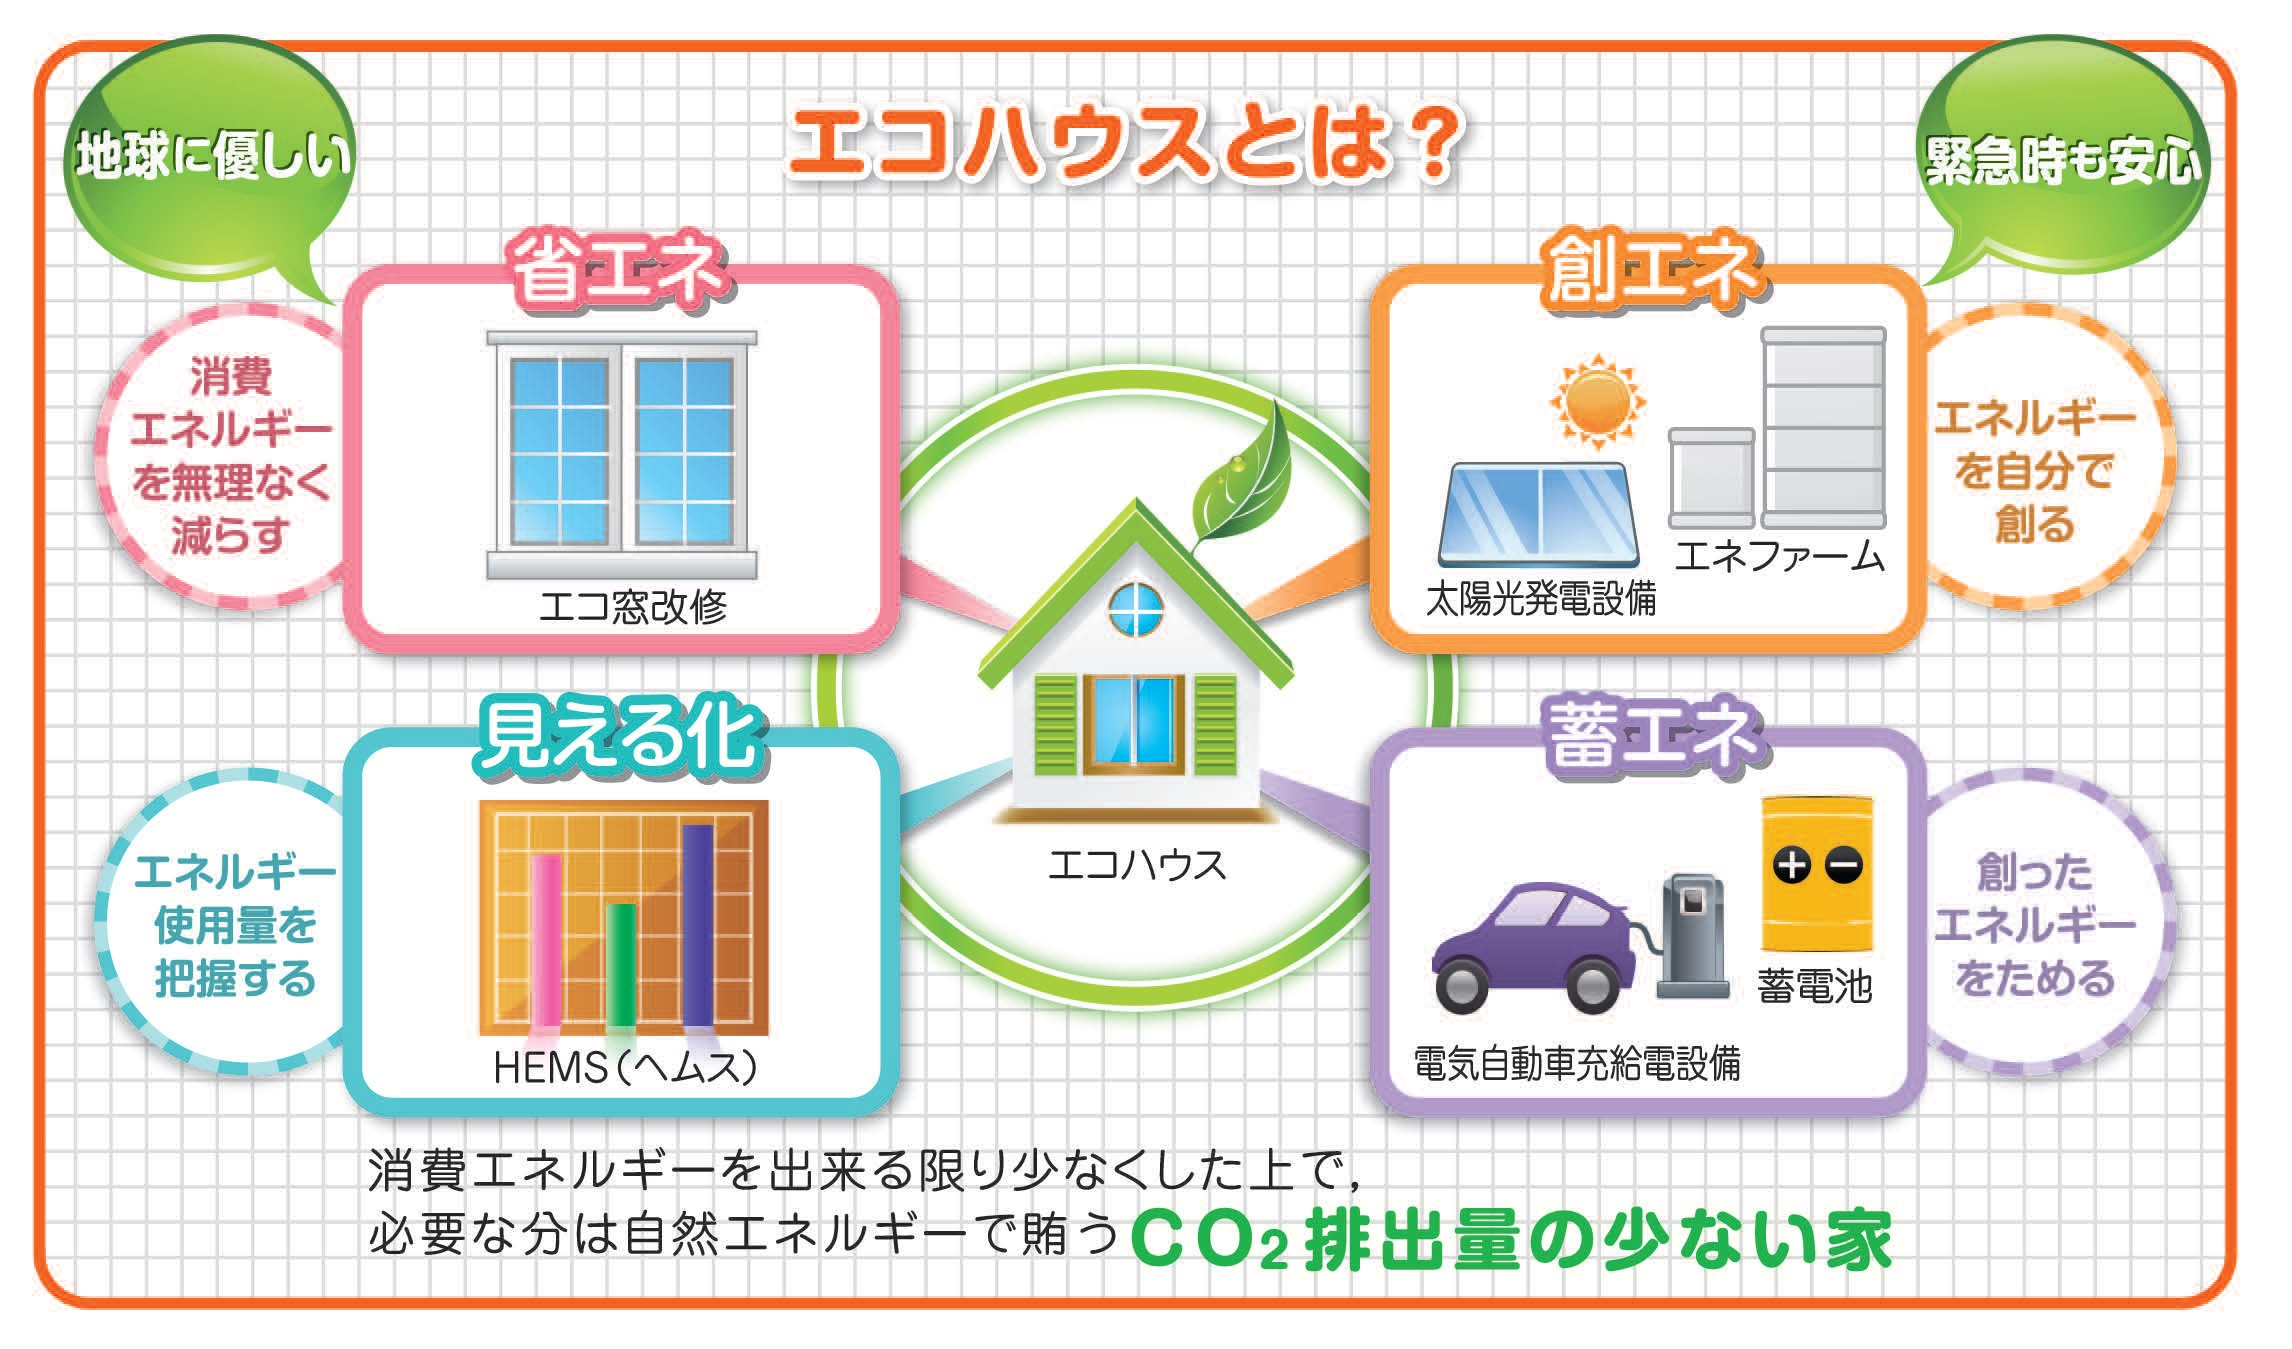 エコハウスとは？
地球に優しい
緊急時も安心
省エネ
消費
エネルギー
を無理なく
減らす
エコ窓改修
創エネ
太陽光発電設備
エネファーム
エネルギー
を自分で
創る
見える化
エネルギー
使用量を
把握する
HEMS（ヘムス）
エコハウス
蓄エネ
蓄電池
電気自動車充給電設備
創った
エネルギー
をためる
消費エネルギーを出来る限り少なくした上で，
必要な分は自然エネルギーで賄うCO₂排出量の少ない家